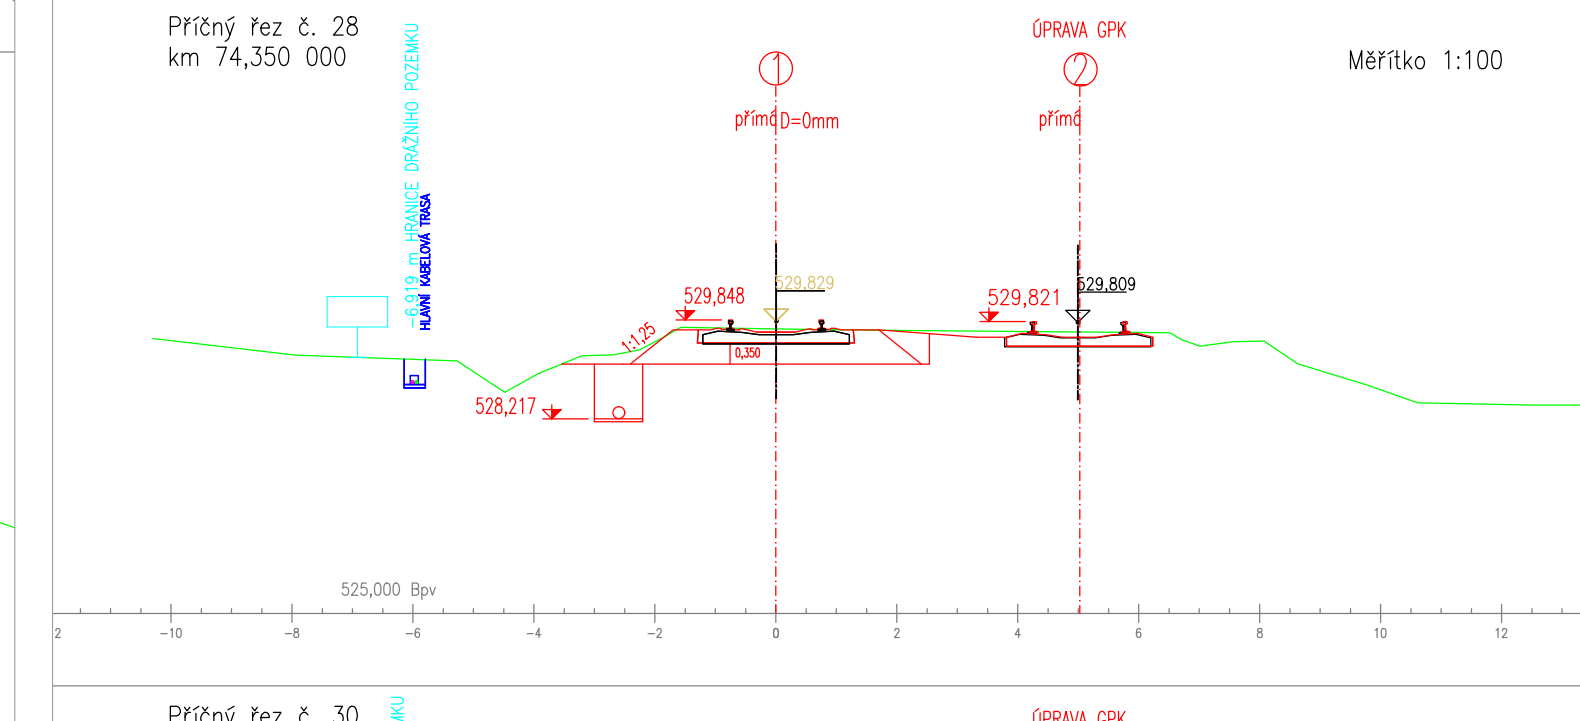 Příčný řez č. 28
km 74,350 000
ÚPRAVA GPK
Měřítko 1:100
1
2
přímá D=0mm
přímá
-6,919 m HRANICE DRÁŽNÍHO POZEMKU
HLAVNÍ KABELOVÁ TRASA
529,848
529,829
529,821
529,809
1:1,25
0,350
528,217
525,000 Bpv
2
-10
-8
-6
-4
-2
0
2
4
6
8
10
12
Příčný řez č. 30
ÚPRAVA GPK